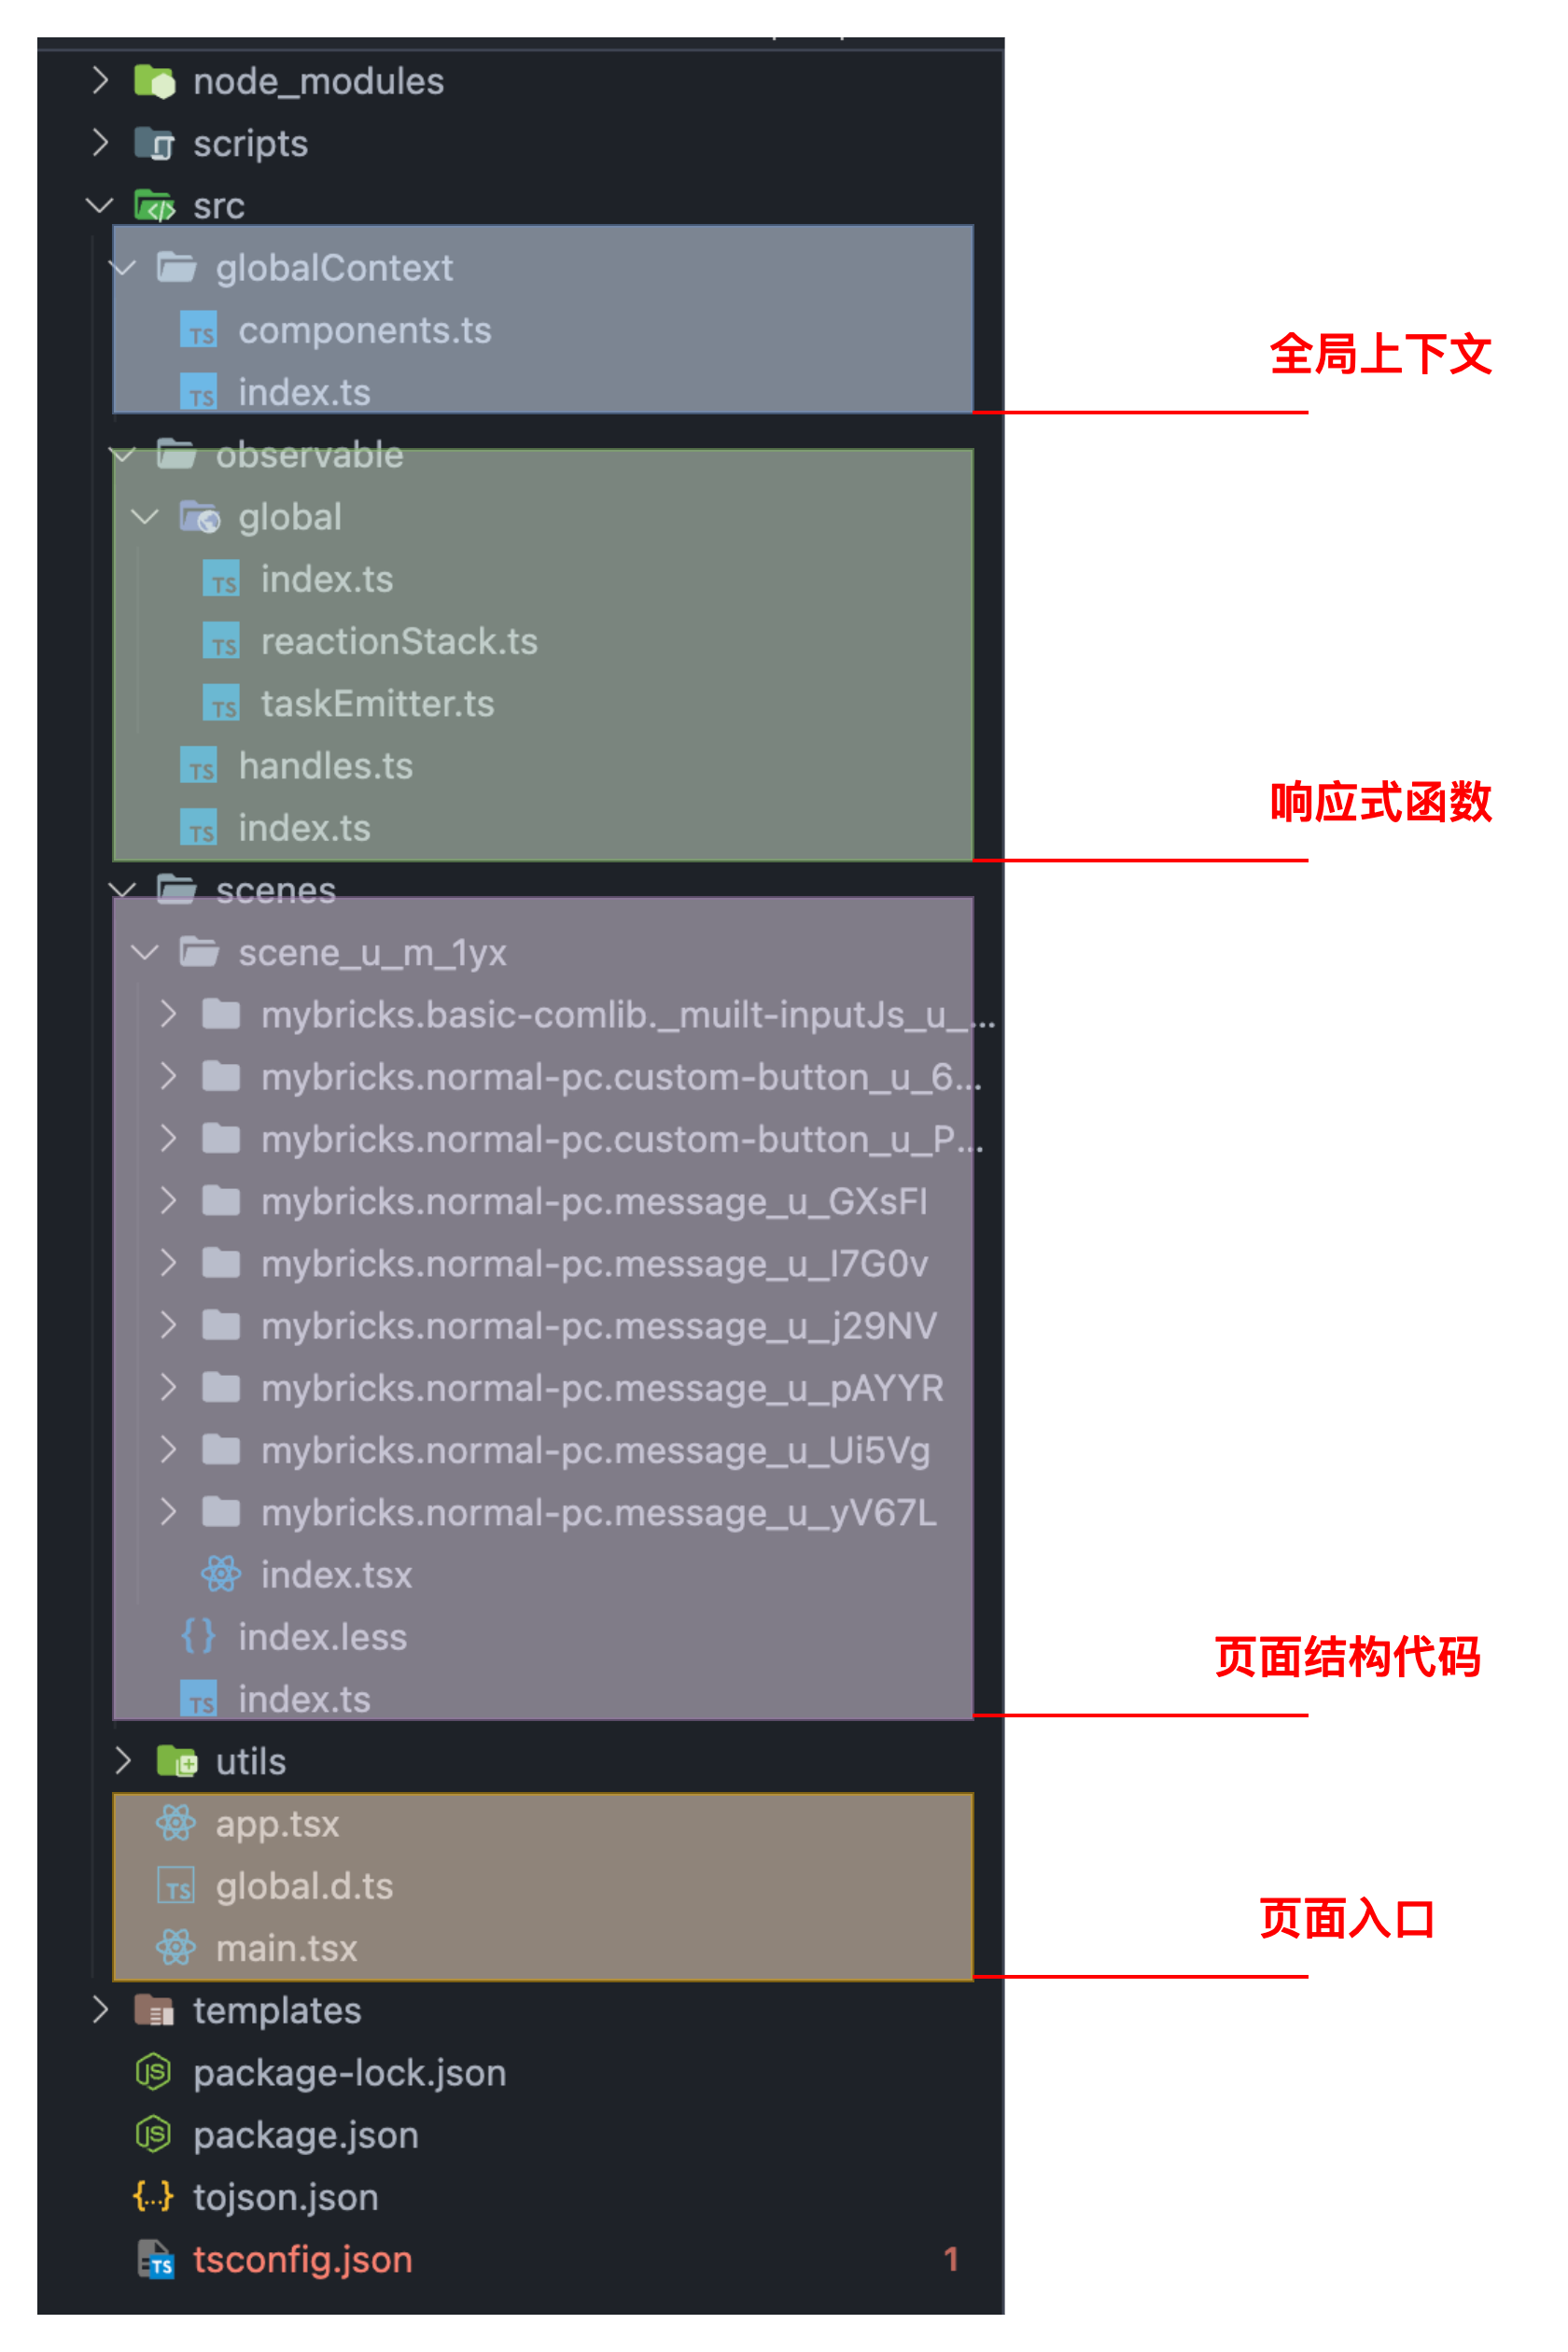 node_modules
scripts
src
globalContext
components.ts
全局上下文
index.ts
observable
global
index.ts
reactionStack.ts
taskEmitter.ts
handles.ts
响应式函数
index.ts
scenes
scene_u_m_1yx
mybricks.basic-comlib._muilt-inputJs_u_...
mybricks.normal-pc.custom-button_u_6...
mybricks.normal-pc.custom-button_u_P...
mybricks.normal-pc.message_u_GXsFI
mybricks.normal-pc.message_u_I7G0v
mybricks.normal-pc.message_u_j29NV
mybricks.normal-pc.message_u_pAYYR
mybricks.normal-pc.message_u_Ui5Vg
mybricks.normal-pc.message_u_yV67L
index.tsx
index.less
页面结构代码
index.ts
utils
app.tsx
global.d.ts
页面入口
main.tsx
templates
package-lock.json
package.json
tojson.json
tsconfig.json 1